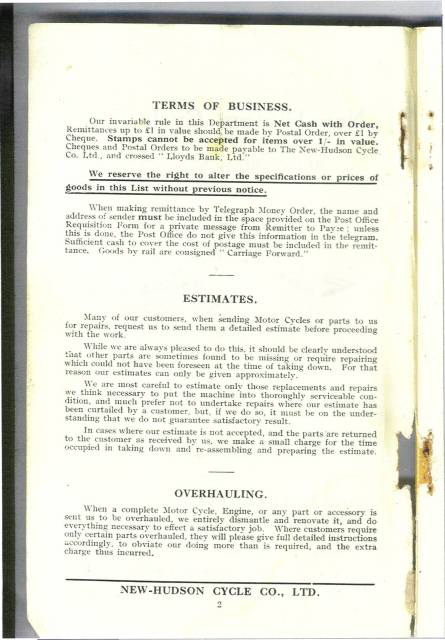 TERMS OF BUSINESS.
Our invariable rule in this Department is Net Cash with Order,
Remittances up to £1 in value should be made by Postal Order, over £1 by
Cheque. Stamps cannot be accepted for items over 1/- in value.
Cheques and Postal Orders to be made payable to The New-Hudson Cycle
Co. Ltd., and crossed "Lloyds Bank, Ltd."
We reserve the right to alter the specifications or prices of
goods in this List without previous notice.
When making remittance by Telegraph Money Order, the name and
address of sender must be included in the space provided on the Post Office
Requisition Form for a private message from Remitter to Payee; unless
this is done, the Post Office do not give this information in the telegram.
Sufficient cash to cover the cost of postage must be included in the remit-
tance. Goods by rail are consigned "Carriage Forward."
ESTIMATES.
Many of our customers, when sending Motor Cycles or parts to us
for repairs, request us to send them a detailed estimate before proceeding
with the work.
While we are always pleased to do this, it should be clearly understood
that other parts are sometimes found to be missing or require repairing
which could not have been foreseen at the time of taking down. For that
reason our estimates can only be given approximately.
We are most careful to estimate only those replacements and repairs
we think necessary to put the machine into thoroughly serviceable con-
dition, and much prefer not to undertake repairs where our estimate has
been curtailed by a customer, but, if we do so, it must be on the under-
standing that we do not guarantee satisfactory result.
In cases where our estimate is not accepted, and the parts are returned
to the customer as received by us, we make a small charge for the time
occupied in taking down and re-assembling and preparing the estimate.
OVERHAULING.
When a complete Motor Cycle, Engine, or any part or accessory is
sent us to be overhauled, we entirely dismantle and renovate it, and do
everything necessary to effect a satisfactory job. Where customers require
only certain parts overhauled, they will please give full detailed instructions
accordingly, to obviate our doing more than is required, and the extra
charge thus incurred.
NEW-HUDSON CYCLE CO., LTD.
2